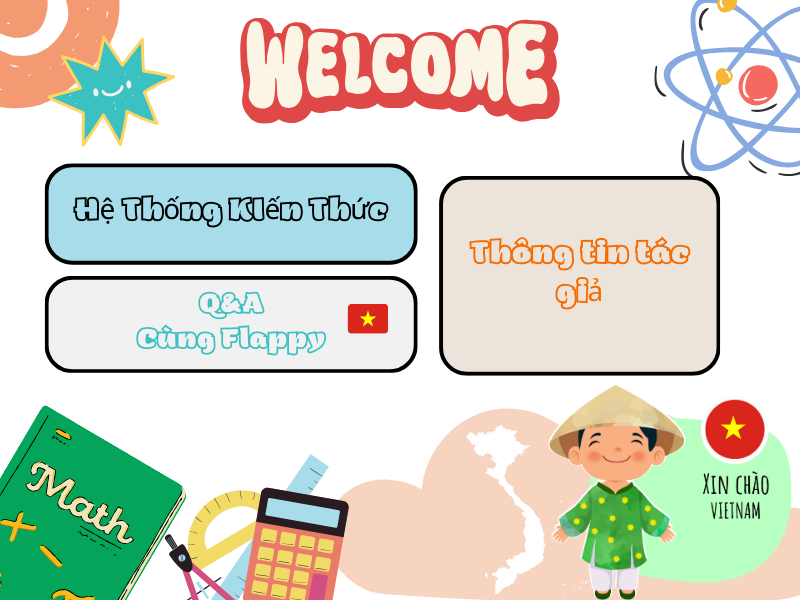 WELCOME
Hệ Thống Kiến Thức
Q&A
Cùng Flappy
Thông tin tác
giả
Math
XIN CHÀO
VIETNAM